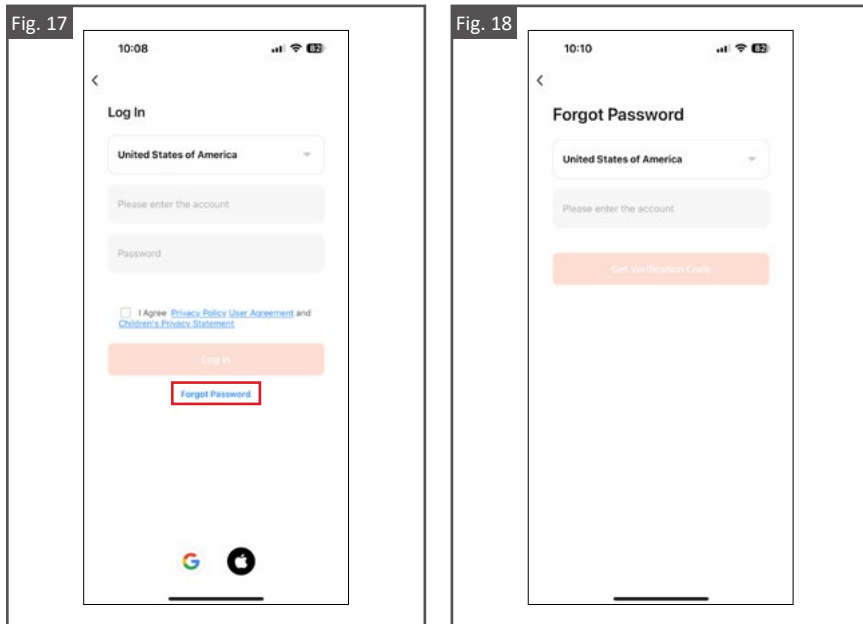 Fig. 17
10:08
82
Log In
United States of America
Please enter the account
Password
I Agree Privacy Policy User Agreement and
Children's Privacy Statement
Log In
Forgot Password
Fig. 18
10:10
82
Forgot Password
United States of America
Please enter the account
Get Verification Code